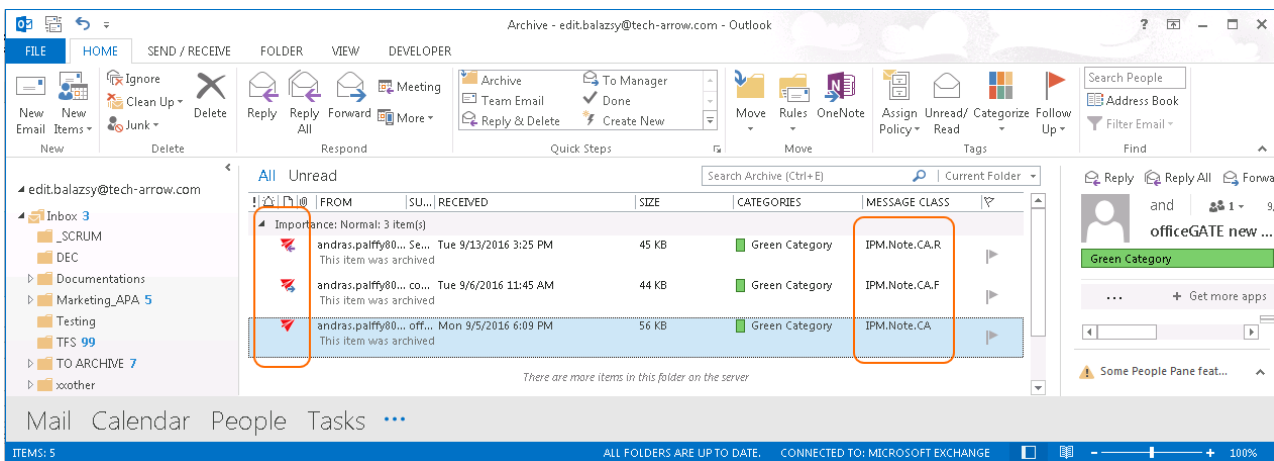 Archive - edit.balazsy@tech-arrow.com - Outlook
FILE HOME SEND / RECEIVE FOLDER VIEW DEVELOPER
New Email
New Items
Ignore
Clean Up
Junk
Delete
Reply
Reply All
Forward
Meeting
More
Archive
Team Email
Reply & Delete
To Manager
Done
Create New
Move
Rules
OneNote
Assign Policy
Unread/ Read
Categorize
Follow Up
Search People
Address Book
Filter Email
New Delete Respond Quick Steps Move Tags Find
edit.balazsy@tech-arrow.com
Inbox 3
_SCRUM
DEC
Documentations
Marketing_APA 5
Testing
TFS 99
TO ARCHIVE 7
xxother
All Unread
Search Archive (Ctrl+E) Current Folder
! FROM SU... RECEIVED SIZE CATEGORIES MESSAGE CLASS
Importance: Normal: 3 item(s)
andras.palffy80... Se... Tue 9/13/2016 3:25 PM 45 KB Green Category IPM.Note.CA.R
This item was archived
andras.palffy80... co... Tue 9/6/2016 11:45 AM 44 KB Green Category IPM.Note.CA.F
This item was archived
andras.palffy80... off... Mon 9/5/2016 6:09 PM 56 KB Green Category IPM.Note.CA
This item was archived
There are more items in this folder on the server
Reply Reply All Forwa
and 1 9,
officeGATE new ...
Green Category
... + Get more apps
Some People Pane feat...
Mail Calendar People Tasks ...
ITEMS: 5 ALL FOLDERS ARE UP TO DATE. CONNECTED TO: MICROSOFT EXCHANGE 100%